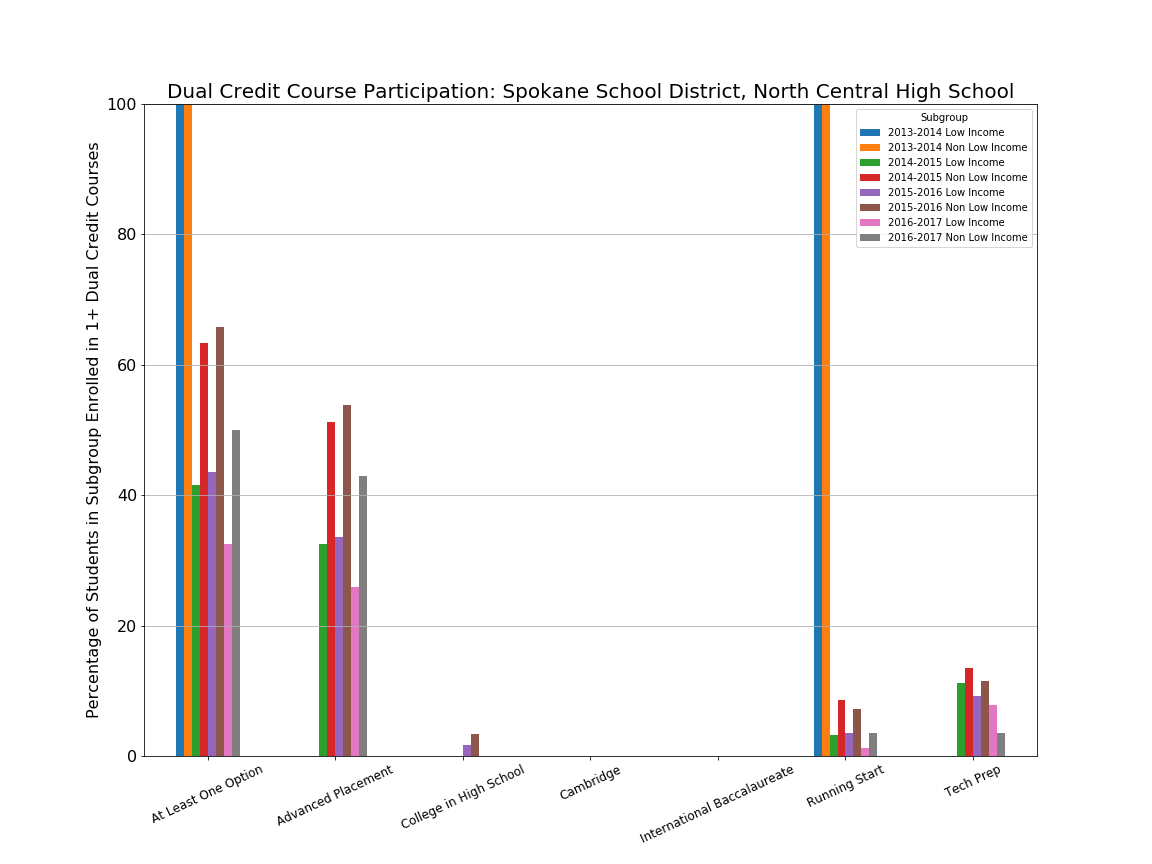 Dual Credit Course Participation: Spokane School District, North Central High School
Percentage of Students in Subgroup Enrolled in 1+ Dual Credit Courses
100
80
60
40
20
0
Subgroup
2013-2014 Low Income
2013-2014 Non Low Income
2014-2015 Low Income
2014-2015 Non Low Income
2015-2016 Low Income
2015-2016 Non Low Income
2016-2017 Low Income
2016-2017 Non Low Income
At Least One Option
Advanced Placement
College in High School
Cambridge
International Baccalaureate
Running Start
Tech Prep